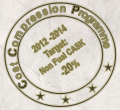 Cost Compression Programme
2012 - 2014
Target:
Non Fuel CASK
-20%